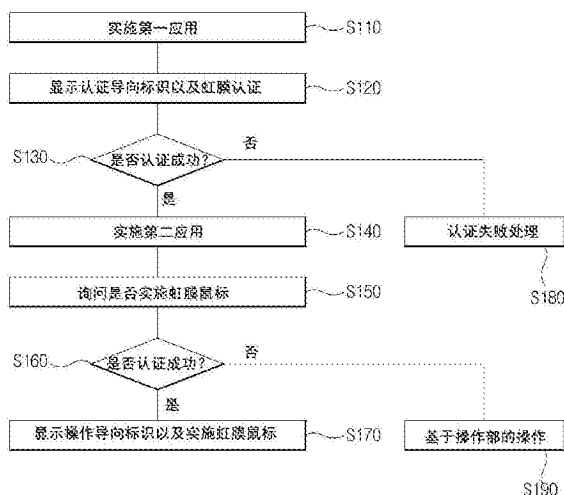 实施第一应用
S110
显示认证导向标识以及虹膜认证
S120
S130
是否认证成功?
否
是
实施第二应用
S140
认证失败处理
S180
询问是否实施虹膜鼠标
S150
S160
是否认证成功?
否
是
显示操作导向标识以及实施虹膜鼠标
S170
基于操作部的操作
S190